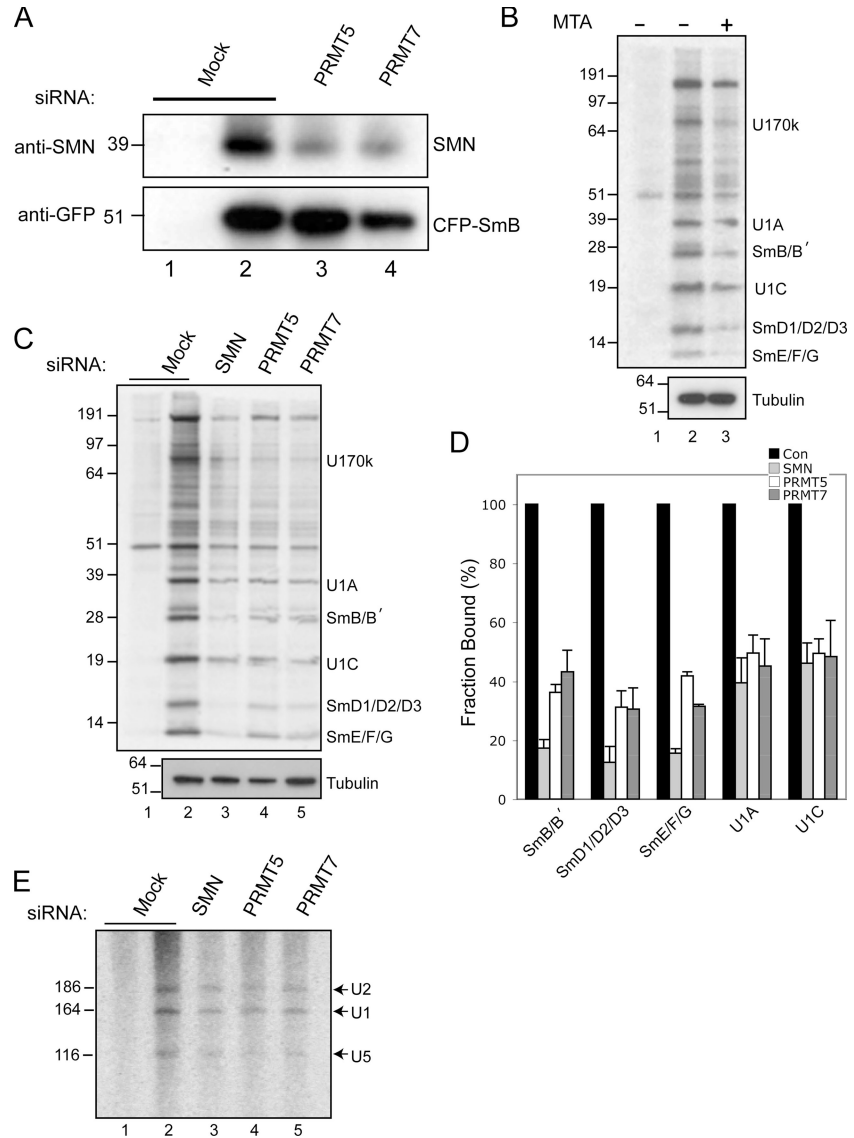 A
siRNA:
Mock
PRMT5
PRMT7
anti-SMN
39
SMN
anti-GFP
51
CFP-SmB
1 2 3 4
B
MTA – – +
191
97
64
51
39
28
19
14
U170k
U1A
SmB/B′
U1C
SmD1/D2/D3
SmE/F/G
64
51
Tubulin
1 2 3
C
siRNA:
Mock
SMN
PRMT5
PRMT7
191
97
64
51
39
28
19
14
U170k
U1A
SmB/B′
U1C
SmD1/D2/D3
SmE/F/G
64
51
Tubulin
1 2 3 4 5
D
Con
SMN
PRMT5
PRMT7
Fraction Bound (%)
100
80
60
40
20
0
SmB/B′
SmD1/D2/D3
SmE/F/G
U1A
U1C
E
siRNA:
Mock
SMN
PRMT5
PRMT7
186
164
116
U2
U1
U5
1 2 3 4 5